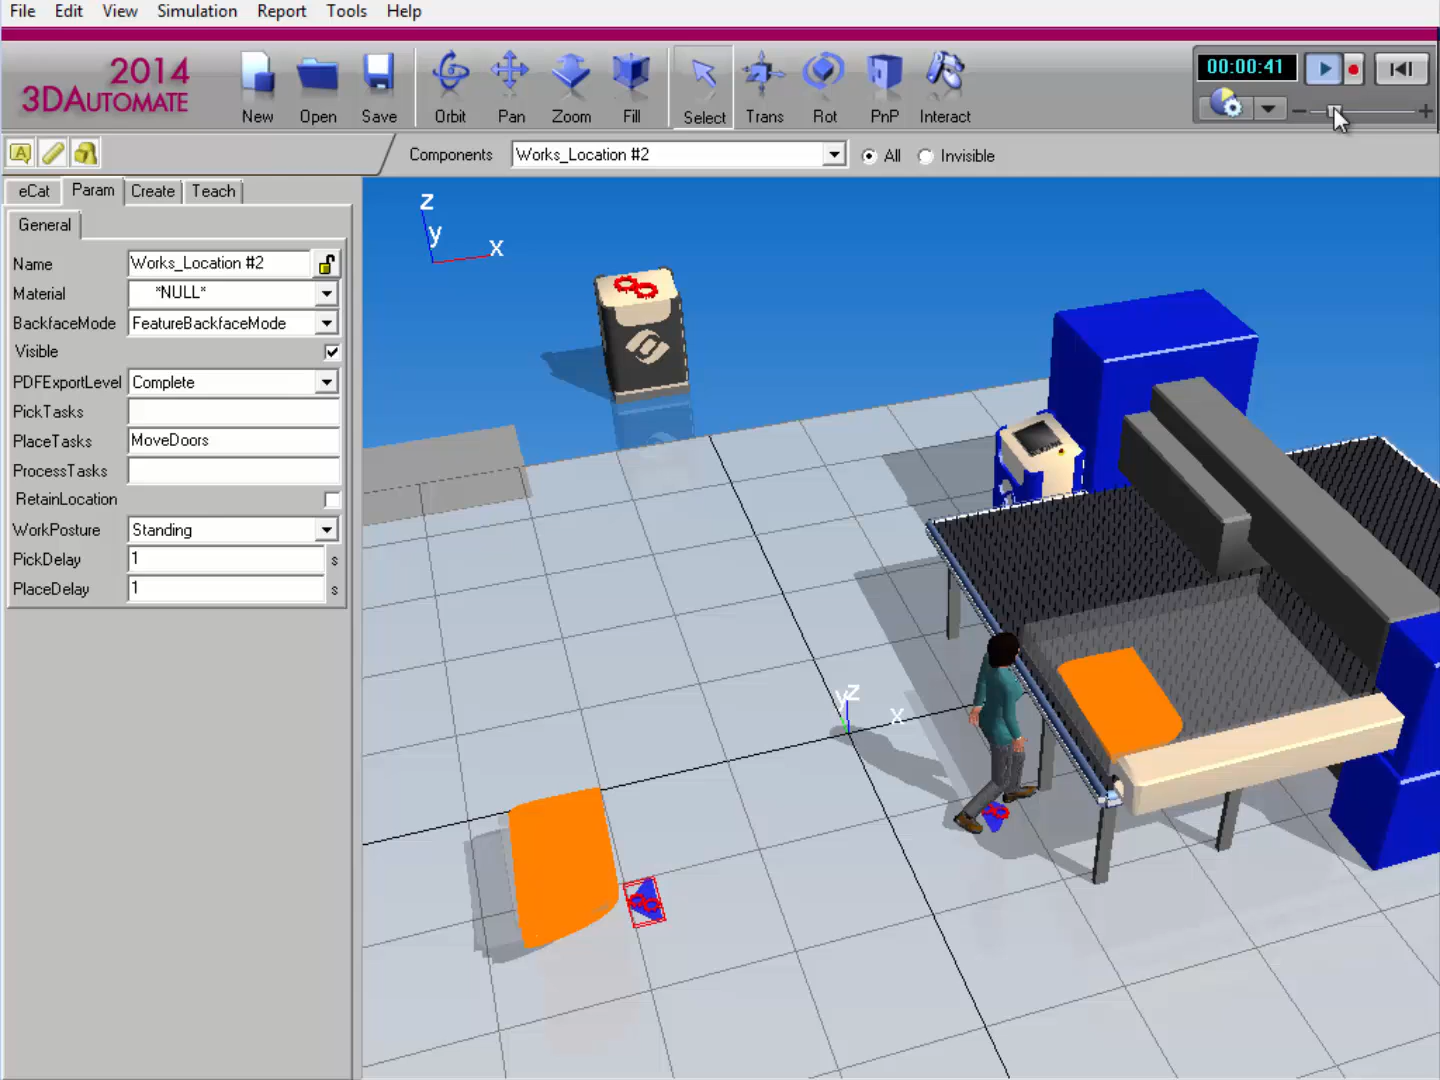 File Edit View Simulation Report Tools Help
2014
3DAUTOMATE
New Open Save Orbit Pan Zoom Fill Select Trans Rot PnP Interact
00:00:41
Components Works_Location #2 All Invisible
eCat Param Create Teach
General
Name Works_Location #2
Material *NULL*
BackfaceMode FeatureBackfaceMode
Visible
PDFExportLevel Complete
PickTasks
PlaceTasks MoveDoors
ProcessTasks
RetainLocation
WorkPosture Standing
PickDelay 1 s
PlaceDelay 1 s
z
y
x
y z
x